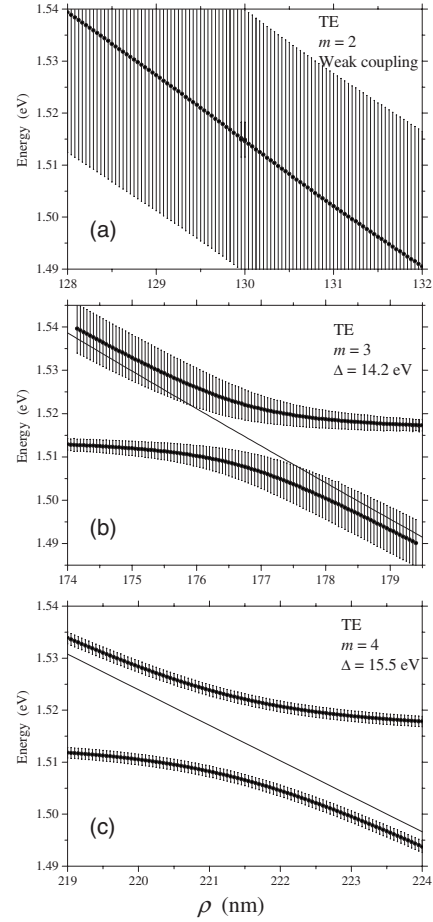 1.54
TE
m = 2
Weak coupling
1.53
1.52
1.51
1.50
1.49
Energy (eV)
(a)
128 129 130 131 132
1.54
TE
m = 3
Δ = 14.2 eV
1.53
1.52
1.51
1.50
1.49
Energy (eV)
(b)
174 175 176 177 178 179
1.54
TE
m = 4
Δ = 15.5 eV
1.53
1.52
1.51
1.50
1.49
Energy (eV)
(c)
219 220 221 222 223 224
ρ (nm)